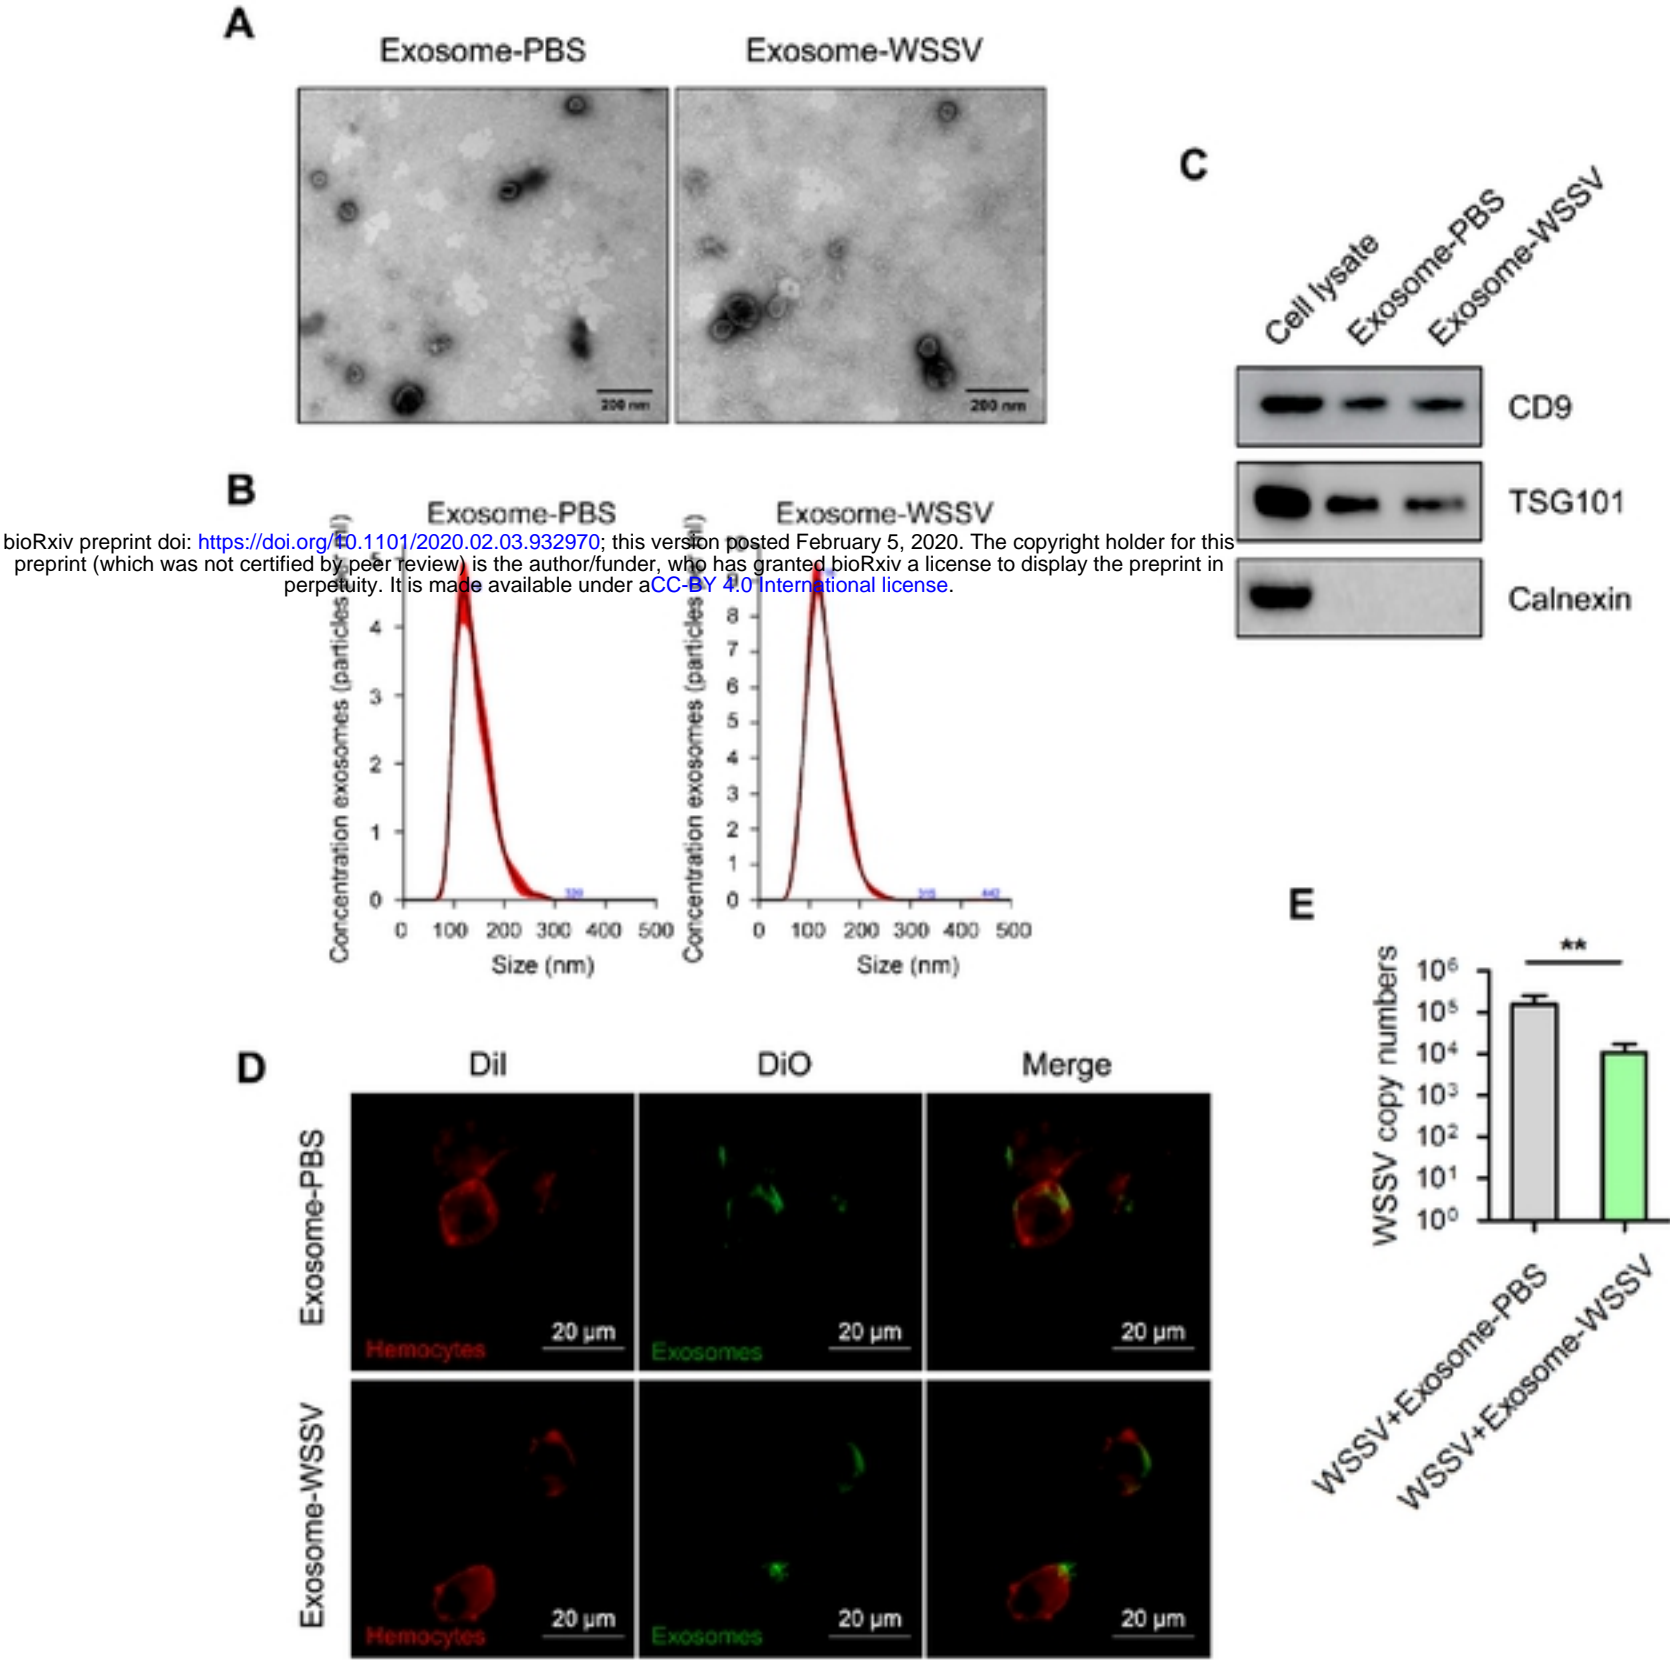 A
Exosome-PBS
Exosome-WSSV
200 nm
200 nm
C
Cell lysate
Exosome-PBS
Exosome-WSSV
CD9
TSG101
Calnexin
B
Exosome-PBS
Exosome-WSSV
bioRxiv preprint doi: https://doi.org/10.1101/2020.02.03.932970; this version posted February 5, 2020. The copyright holder for this
preprint (which was not certified by peer review) is the author/funder, who has granted bioRxiv a license to display the preprint in
perpetuity. It is made available under aCC-BY 4.0 International license.
Concentration exosomes (particles
4
3
2
1
0
0 100 200 300 400 500
Size (nm)
Concentration exosomes (particles
8
7
6
5
4
3
2
1
0
0 100 200 300 400 500
Size (nm)
D
DiI
DiO
Merge
Exosome-PBS
Hemocytes
20 µm
Exosomes
20 µm
20 µm
Exosome-WSSV
Hemocytes
20 µm
Exosomes
20 µm
20 µm
E
**
WSSV copy numbers
10⁶
10⁵
10⁴
10³
10²
10¹
10⁰
WSSV+Exosome-PBS
WSSV+Exosome-WSSV